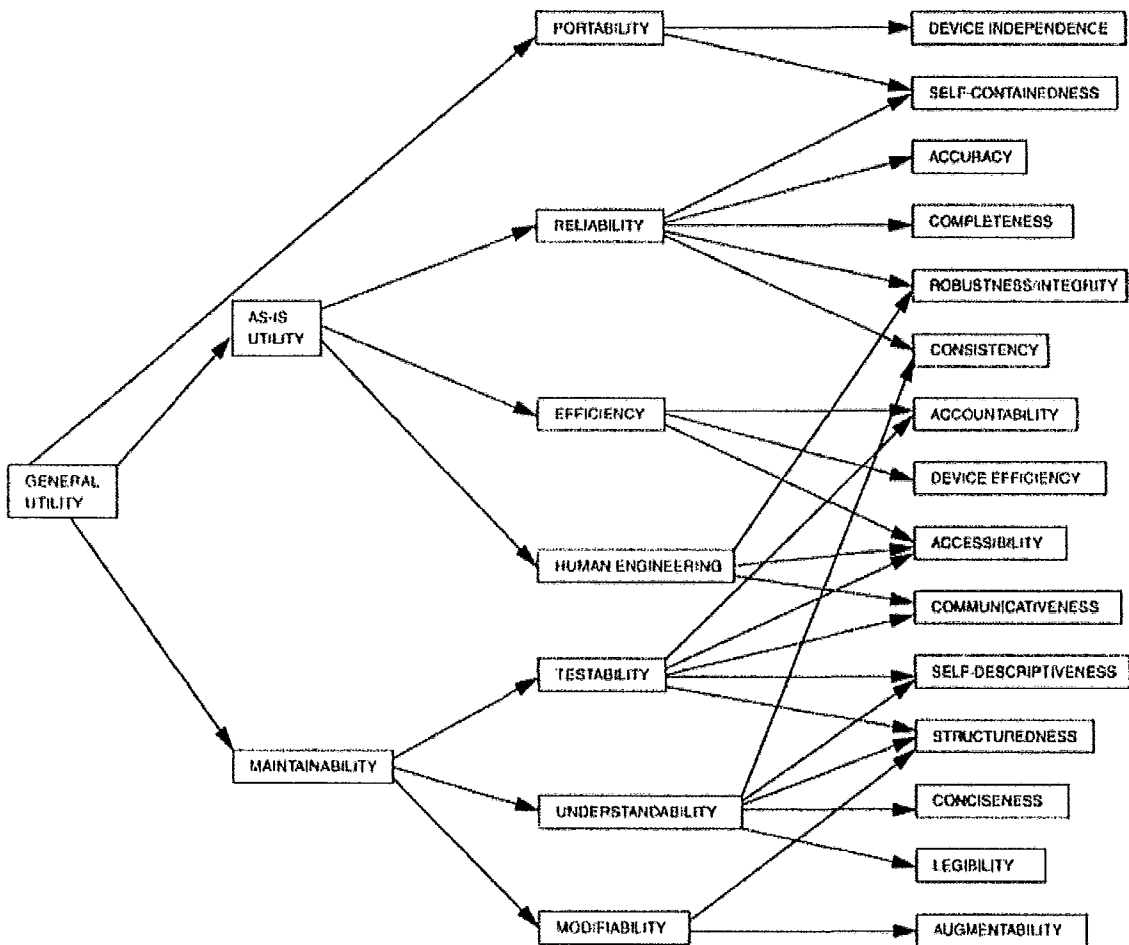 PORTABILITY
DEVICE INDEPENDENCE
SELF-CONTAINEDNESS
ACCURACY
RELIABILITY
COMPLETENESS
ROBUSTNESS/INTEGRITY
AS-IS
UTILITY
CONSISTENCY
EFFICIENCY
ACCOUNTABILITY
GENERAL
UTILITY
DEVICE EFFICIENCY
ACCESSIBILITY
HUMAN ENGINEERING
COMMUNICATIVENESS
TESTABILITY
SELF-DESCRIPTIVENESS
STRUCTUREDNESS
MAINTAINABILITY
CONCISENESS
UNDERSTANDABILITY
LEGIBILITY
MODIFIABILITY
AUGMENTABILITY